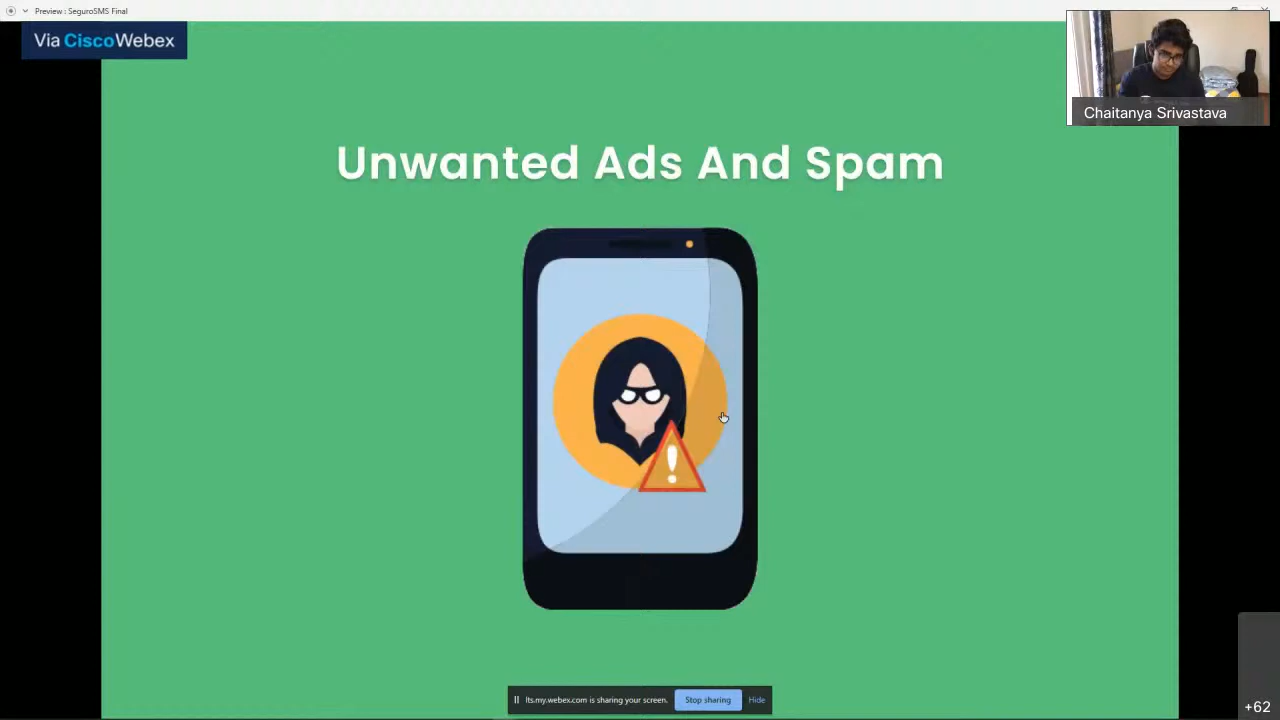 Preview : SeguroSMS Final
Via CiscoWebex
Chaitanya Srivastava
Unwanted Ads And Spam
!
lts.my.webex.com is sharing your screen.
Stop sharing
Hide
+62